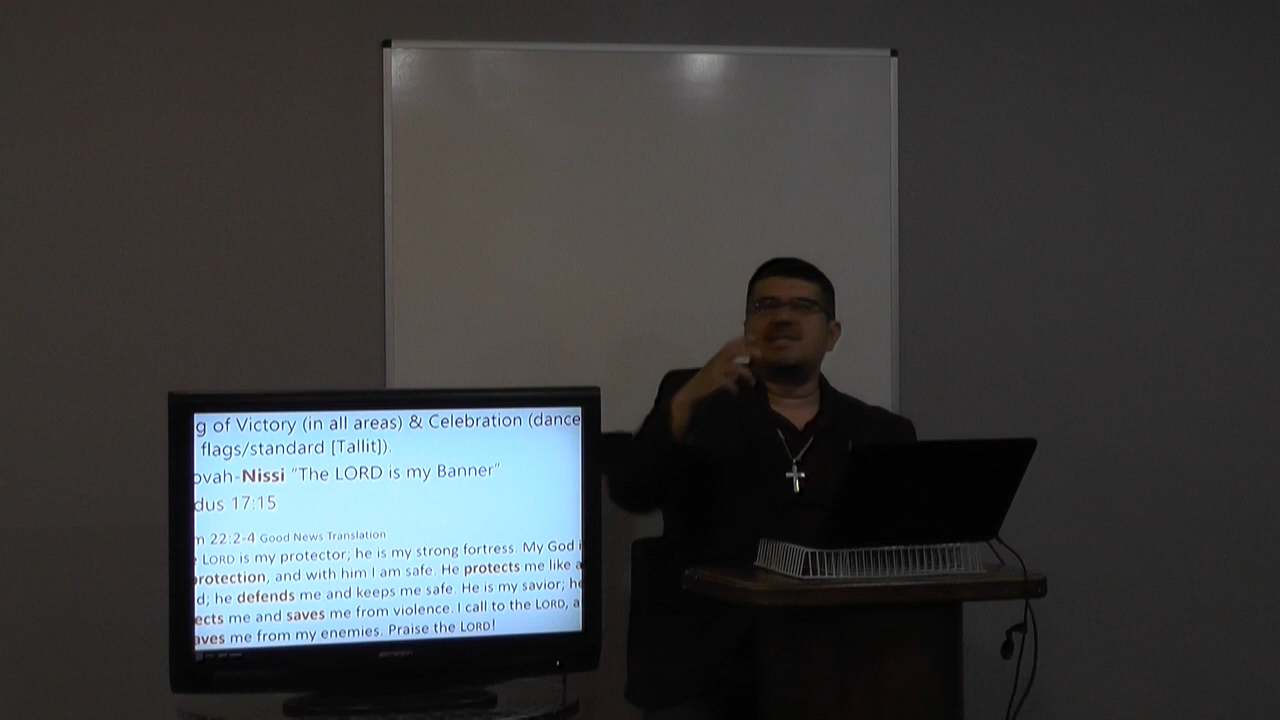 g of Victory (in all areas) & Celebration (dance
flags/standard [Tallit]).
ovah-Nissi “The LORD is my Banner”
dus 17:15
m 22:2-4 Good News Translation
LORD is my protector; he is my strong fortress. My God i
protection, and with him I am safe. He protects me like a
d; he defends me and keeps me safe. He is my savior; he
ects me and saves me from violence. I call to the LORD, a
aves me from my enemies. Praise the LORD!